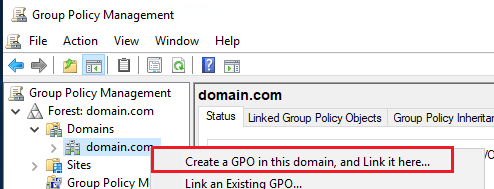 Group Policy Management
File Action View Window Help
Group Policy Management
Forest: domain.com
Domains
domain.com
Sites
Group Policy M
domain.com
Status Linked Group Policy Objects Group Policy Inheritan
Create a GPO in this domain, and Link it here...
Link an Existing GPO...